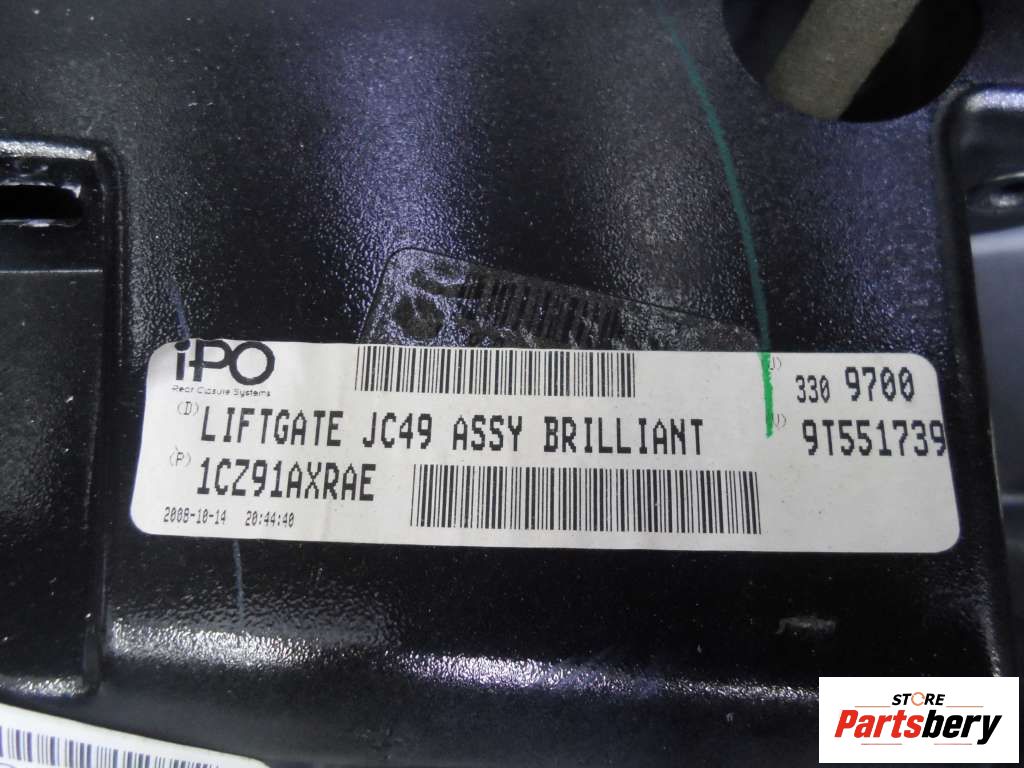 iPO
Rear Closure Systems
(J) 330 9700
(D) LIFTGATE JC49 ASSY BRILLIANT (J) 9T551739
(P) 1CZ91AXRAE
2008-10-14 20:44:40
STORE
Partsbery